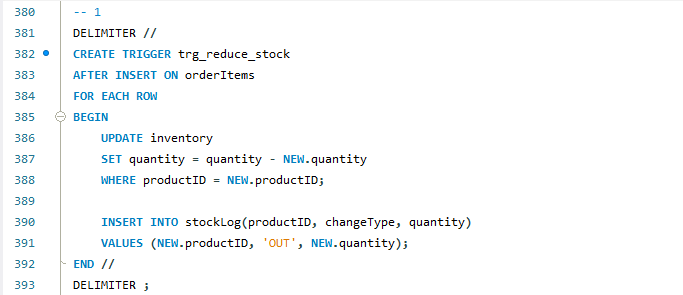 380 -- 1
381 DELIMITER //
382 CREATE TRIGGER trg_reduce_stock
383 AFTER INSERT ON orderItems
384 FOR EACH ROW
385 BEGIN
386     UPDATE inventory
387     SET quantity = quantity - NEW.quantity
388     WHERE productID = NEW.productID;
389
390     INSERT INTO stockLog(productID, changeType, quantity)
391     VALUES (NEW.productID, 'OUT', NEW.quantity);
392 END //
393 DELIMITER ;